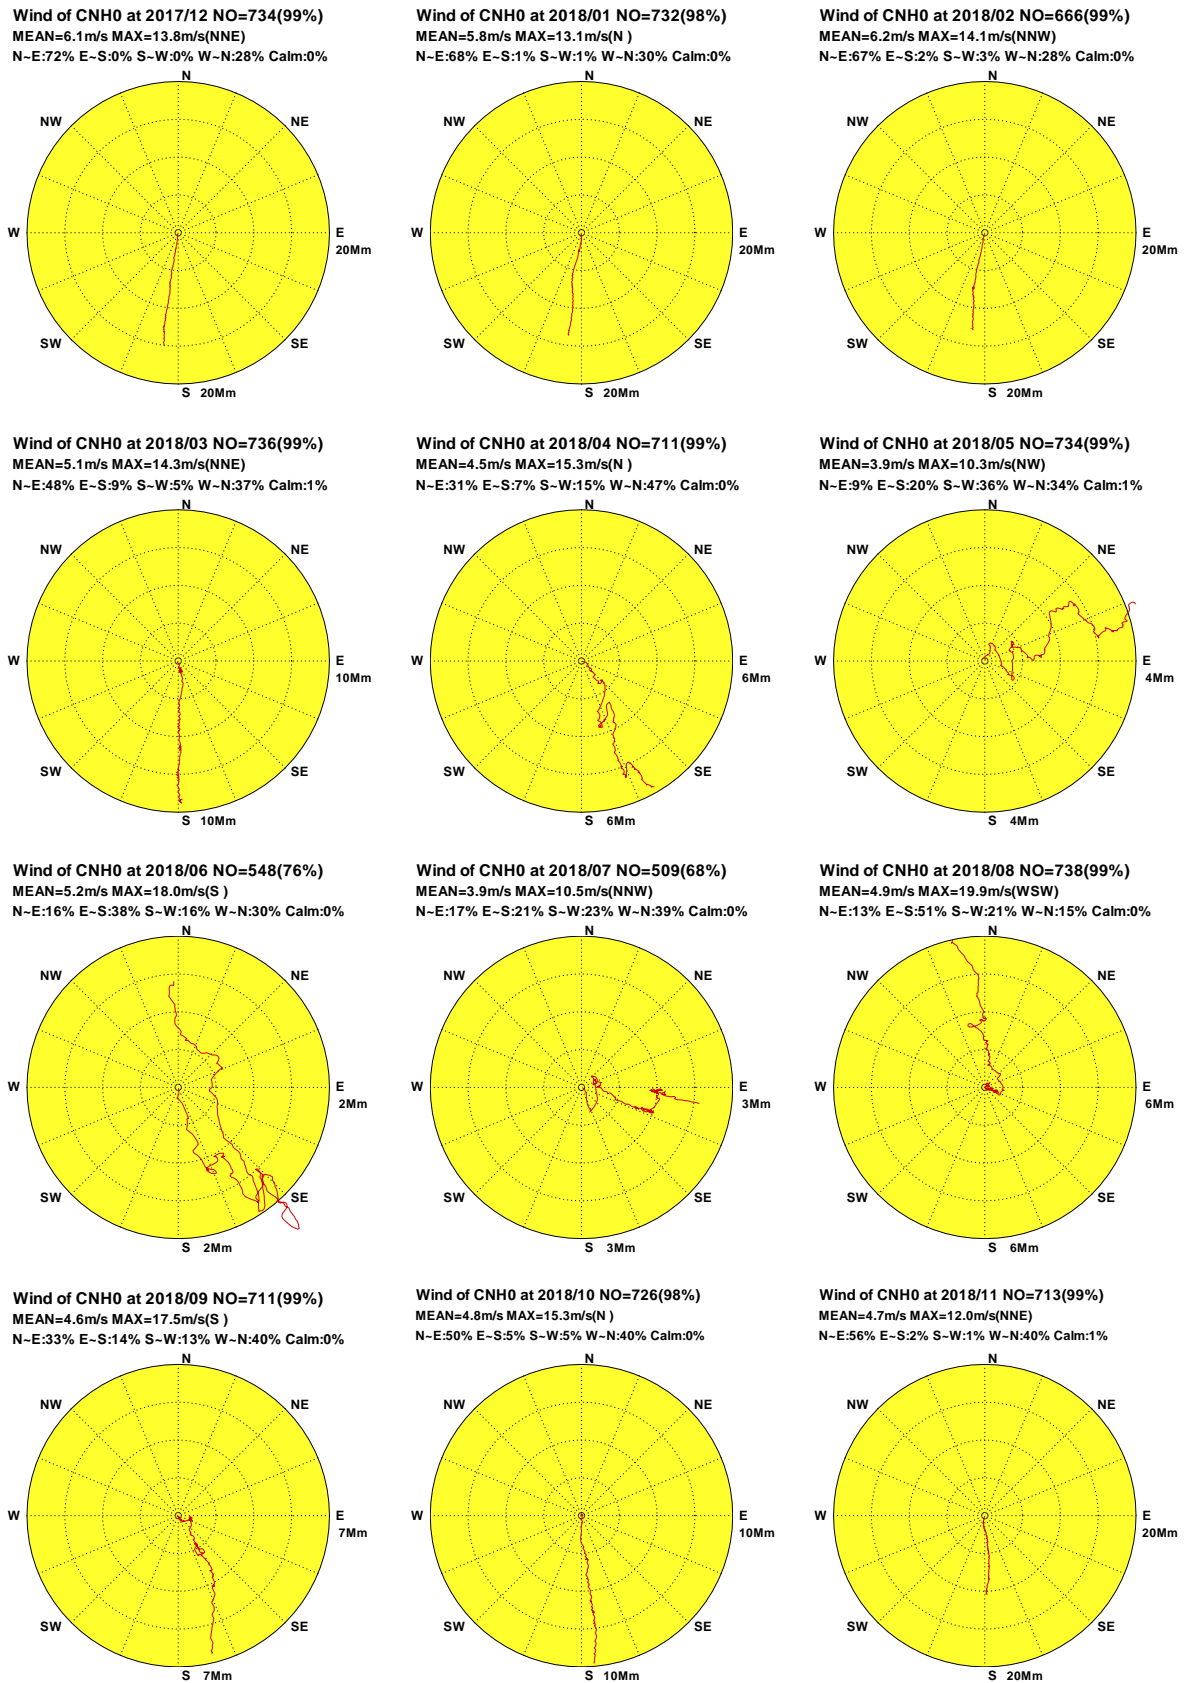 Wind of CNH0 at 2017/12 NO=734(99%)
MEAN=6.1m/s MAX=13.8m/s(NNE)
N~E:72% E~S:0% S~W:0% W~N:28% Calm:0%
N
NW
NE
W
E
20Mm
SW
SE
S 20Mm
Wind of CNH0 at 2018/01 NO=732(98%)
MEAN=5.8m/s MAX=13.1m/s(N )
N~E:68% E~S:1% S~W:1% W~N:30% Calm:0%
N
NW
NE
W
E
20Mm
SW
SE
S 20Mm
Wind of CNH0 at 2018/02 NO=666(99%)
MEAN=6.2m/s MAX=14.1m/s(NNW)
N~E:67% E~S:2% S~W:3% W~N:28% Calm:0%
N
NW
NE
W
E
20Mm
SW
SE
S 20Mm
Wind of CNH0 at 2018/03 NO=736(99%)
MEAN=5.1m/s MAX=14.3m/s(NNE)
N~E:48% E~S:9% S~W:5% W~N:37% Calm:1%
N
NW
NE
W
E
10Mm
SW
SE
S 10Mm
Wind of CNH0 at 2018/04 NO=711(99%)
MEAN=4.5m/s MAX=15.3m/s(N )
N~E:31% E~S:7% S~W:15% W~N:47% Calm:0%
N
NW
NE
W
E
6Mm
SW
SE
S 6Mm
Wind of CNH0 at 2018/05 NO=734(99%)
MEAN=3.9m/s MAX=10.3m/s(NW)
N~E:9% E~S:20% S~W:36% W~N:34% Calm:1%
N
NW
NE
W
E
4Mm
SW
SE
S 4Mm
Wind of CNH0 at 2018/06 NO=548(76%)
MEAN=5.2m/s MAX=18.0m/s(S )
N~E:16% E~S:38% S~W:16% W~N:30% Calm:0%
N
NW
NE
W
E
2Mm
SW
SE
S 2Mm
Wind of CNH0 at 2018/07 NO=509(68%)
MEAN=3.9m/s MAX=10.5m/s(NNW)
N~E:17% E~S:21% S~W:23% W~N:39% Calm:0%
N
NW
NE
W
E
3Mm
SW
SE
S 3Mm
Wind of CNH0 at 2018/08 NO=738(99%)
MEAN=4.9m/s MAX=19.9m/s(WSW)
N~E:13% E~S:51% S~W:21% W~N:15% Calm:0%
N
NW
NE
W
E
6Mm
SW
SE
S 6Mm
Wind of CNH0 at 2018/09 NO=711(99%)
MEAN=4.6m/s MAX=17.5m/s(S )
N~E:33% E~S:14% S~W:13% W~N:40% Calm:0%
N
NW
NE
W
E
7Mm
SW
SE
S 7Mm
Wind of CNH0 at 2018/10 NO=726(98%)
MEAN=4.8m/s MAX=15.3m/s(N )
N~E:50% E~S:5% S~W:5% W~N:40% Calm:0%
N
NW
NE
W
E
10Mm
SW
SE
S 10Mm
Wind of CNH0 at 2018/11 NO=713(99%)
MEAN=4.7m/s MAX=12.0m/s(NNE)
N~E:56% E~S:2% S~W:1% W~N:40% Calm:1%
N
NW
NE
W
E
20Mm
SW
SE
S 20Mm